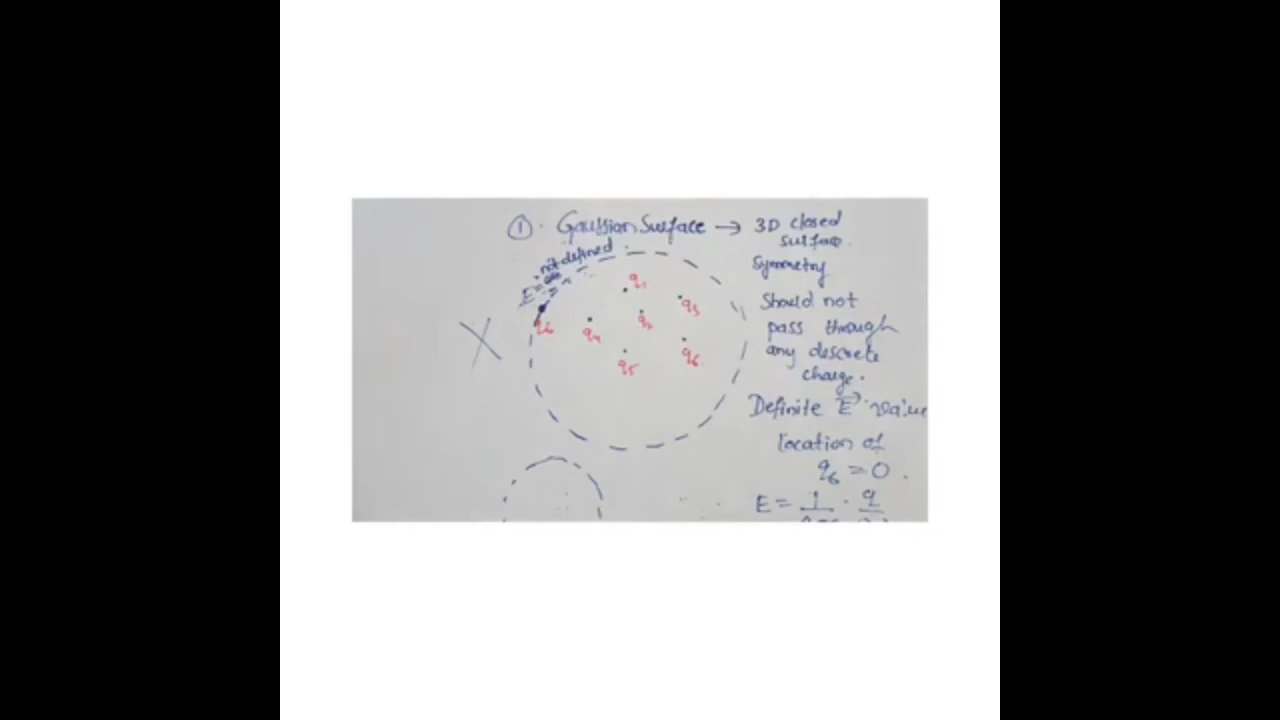 ① . Gaussian Surface → 3D closed
surface.
Symmetry
Should not
pass through
any discrete
charge.
Definite E⃗ value
location of
q₆ = 0 .
E = 1 . q
not defined
E =
q₁
q₃
q₂
q₄
q₅
q₆
q₆
X